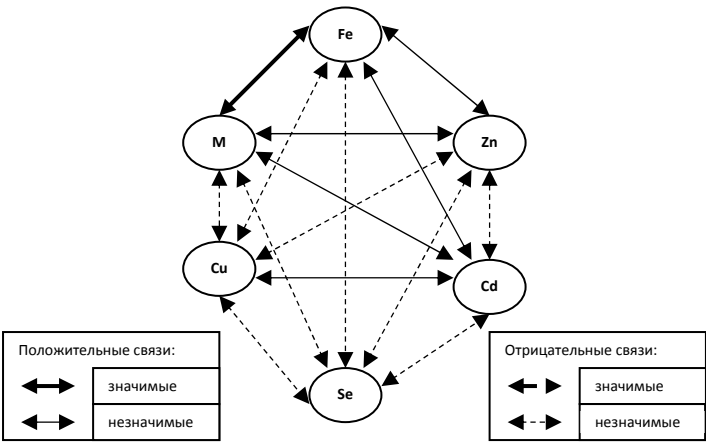 Fe
M
Zn
Cu
Cd
Se
Положительные связи:
значимые
незначимые
Отрицательные связи:
значимые
незначимые